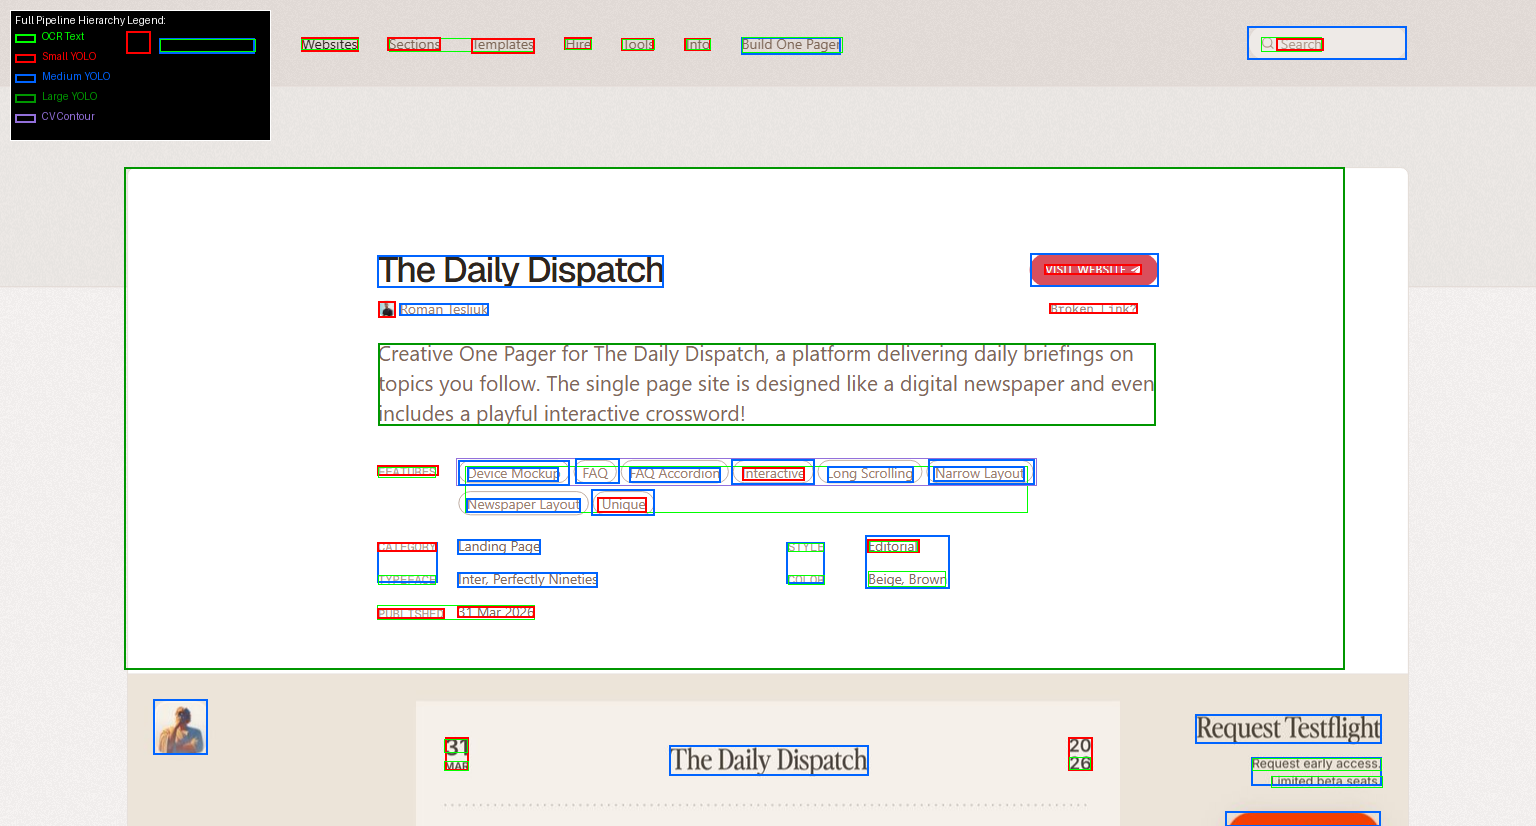 Full Pipeline Hierarchy Legend:
OCR Text
Small YOLO
Medium YOLO
Large YOLO
CV Contour
Websites Sections Templates Hire Tools Info Build One Pager Search
The Daily Dispatch
VISIT WEBSITE
Roman Tesliuk
Broken Link?
Creative One Pager for The Daily Dispatch, a platform delivering daily briefings on
topics you follow. The single page site is designed like a digital newspaper and even
includes a playful interactive crossword!
FEATURES Device Mockup FAQ FAQ Accordion Interactive Long Scrolling Narrow Layout
Newspaper Layout Unique
CATEGORY Landing Page STYLE Editorial
TYPEFACE Inter, Perfectly Nineties COLOR Beige, Brown
PUBLISHED 31 Mar 2026
31
MAR
The Daily Dispatch
20
26
Request Testflight
Request early access.
Limited beta seats.